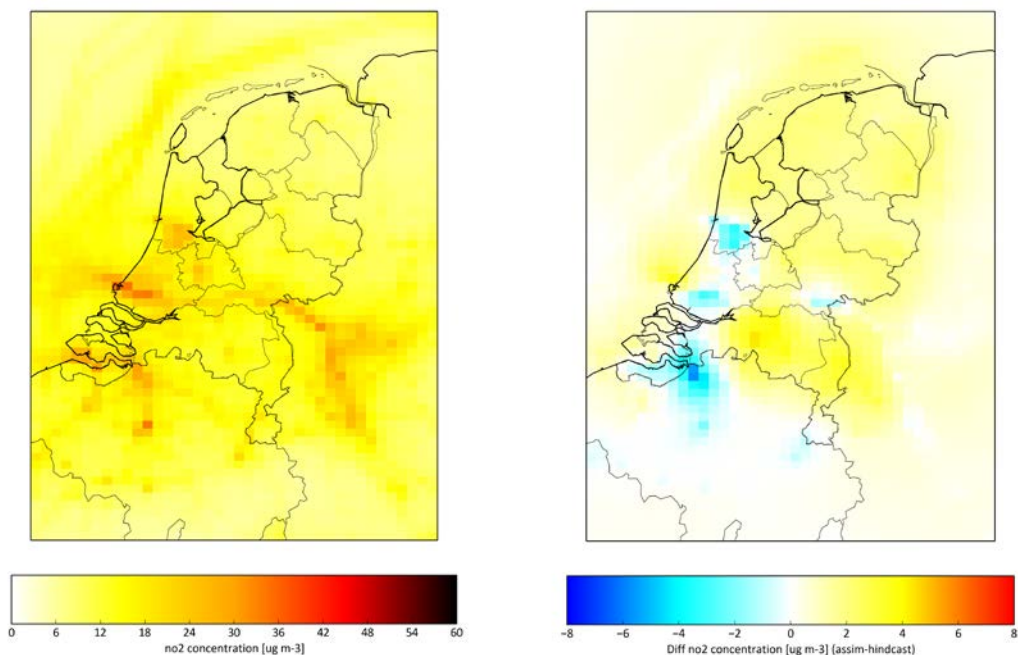 0 6 12 18 24 30 36 42 48 54 60
no2 concentration [ug m-3]
−8 −6 −4 −2 0 2 4 6 8
Diff no2 concentration [ug m-3] (assim-hindcast)